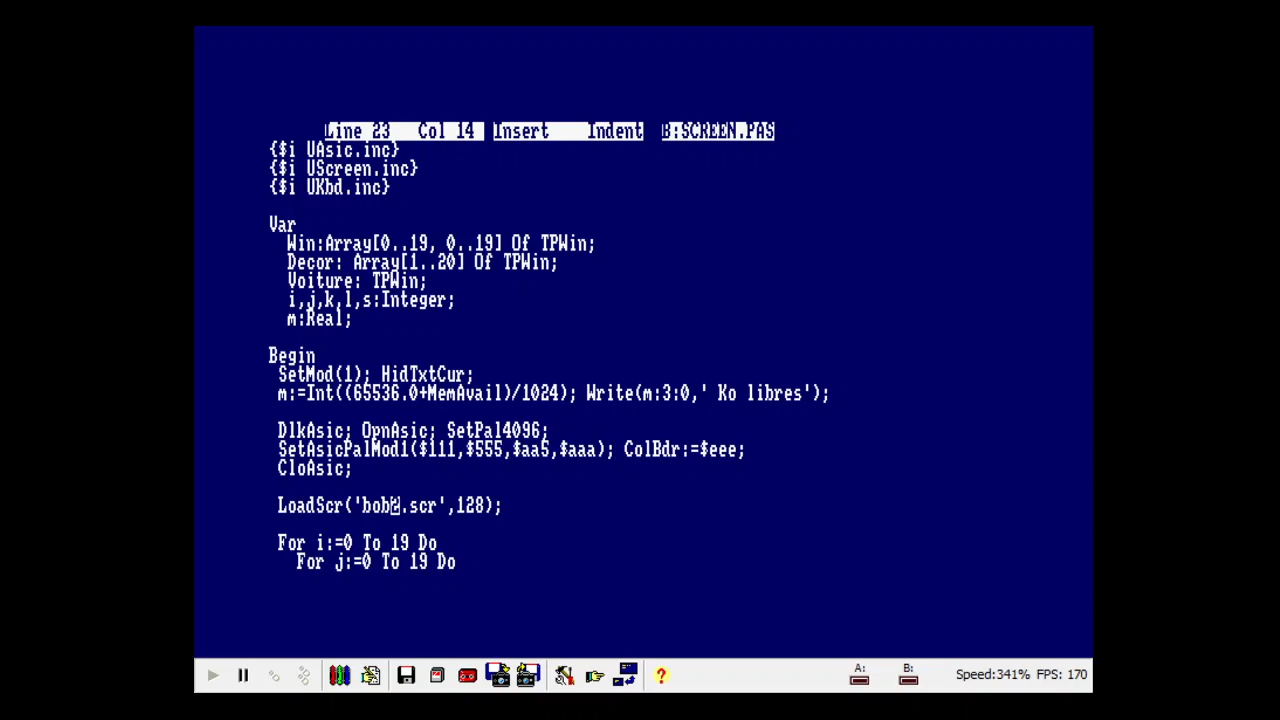 Line 23 Col 14 Insert Indent B:SCREEN.PAS
{$i UAsic.inc}
{$i UScreen.inc}
{$i UKbd.inc}
Var
Win:Array[0..19, 0..19] Of TPWin;
Decor: Array[1..20] Of TPWin;
Voiture: TPWin;
i,j,k,l,s:Integer;
m:Real;
Begin
SetMod(1); HidTxtCur;
m:=Int((65536.0+MemAvail)/1024); Write(m:3:0,' Ko libres');
DlkAsic; OpnAsic; SetPal4096;
SetAsicPalMod1($111,$555,$aa5,$aaa); ColBdr:=$eee;
CloAsic;
LoadScr('bob2.scr',128);
For i:=0 To 19 Do
For j:=0 To 19 Do
A: B: Speed:341% FPS: 170